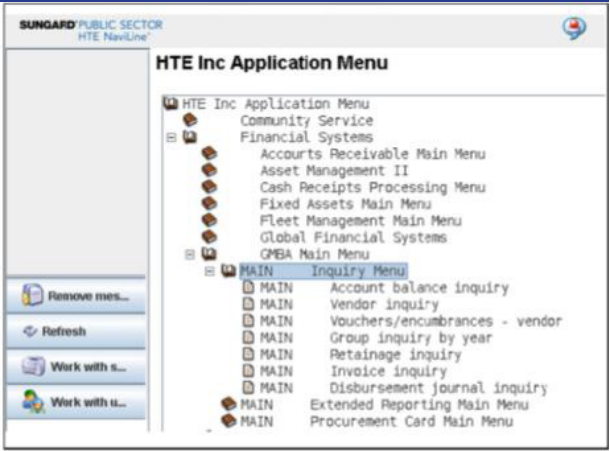 SUNGARD PUBLIC SECTOR
HTE NaviLine
HTE Inc Application Menu
HTE Inc Application Menu
Community Service
Financial Systems
Accounts Receivable Main Menu
Asset Management II
Cash Receipts Processing Menu
Fixed Assets Main Menu
Fleet Management Main Menu
Global Financial Systems
GMBA Main Menu
MAIN Inquiry Menu
MAIN Account balance inquiry
MAIN Vendor inquiry
MAIN Vouchers/encumbrances - vendor
MAIN Group inquiry by year
MAIN Retainage inquiry
MAIN Invoice inquiry
MAIN Disbursement journal inquiry
MAIN Extended Reporting Main Menu
MAIN Procurement Card Main Menu
Remove mes...
Refresh
Work with s...
Work with u...